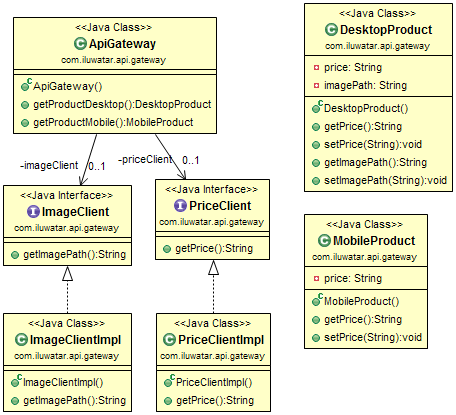 <<Java Class>>
ApiGateway
com.iluwatar.api.gateway
ApiGateway()
getProductDesktop():DesktopProduct
getProductMobile():MobileProduct
-imageClient 0..1
-priceClient 0..1
<<Java Interface>>
ImageClient
com.iluwatar.api.gateway
getImagePath():String
<<Java Interface>>
PriceClient
com.iluwatar.api.gateway
getPrice():String
<<Java Class>>
ImageClientImpl
com.iluwatar.api.gateway
ImageClientImpl()
getImagePath():String
<<Java Class>>
PriceClientImpl
com.iluwatar.api.gateway
PriceClientImpl()
getPrice():String
<<Java Class>>
DesktopProduct
com.iluwatar.api.gateway
price: String
imagePath: String
DesktopProduct()
getPrice():String
setPrice(String):void
getImagePath():String
setImagePath(String):void
<<Java Class>>
MobileProduct
com.iluwatar.api.gateway
price: String
MobileProduct()
getPrice():String
setPrice(String):void